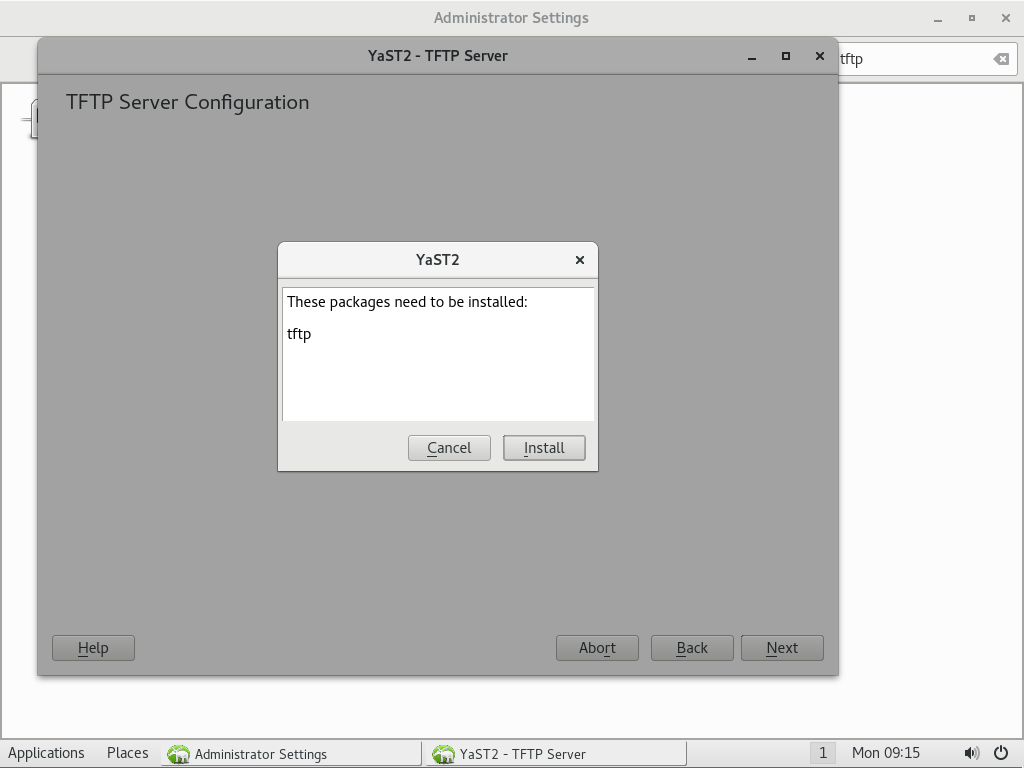 Administrator Settings
YaST2 - TFTP Server
tftp
TFTP Server Configuration
YaST2
These packages need to be installed:
tftp
Cancel
Install
Help
Abort
Back
Next
Applications
Places
Administrator Settings
YaST2 - TFTP Server
1
Mon 09:15